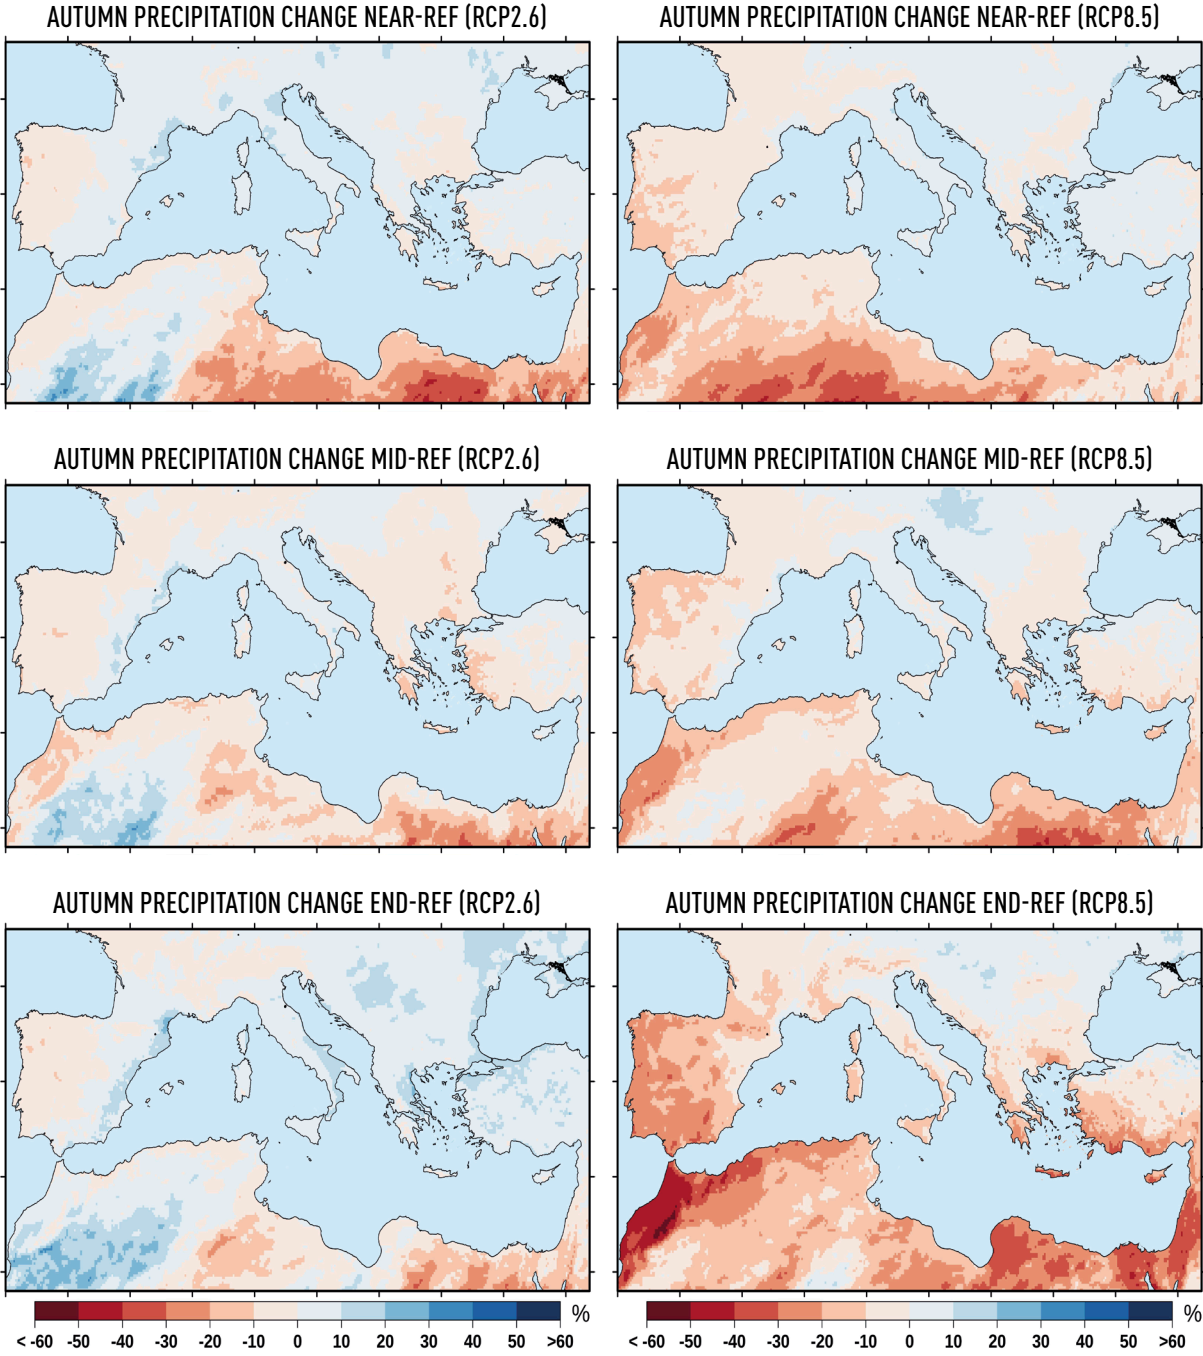 AUTUMN PRECIPITATION CHANGE NEAR-REF (RCP2.6)
AUTUMN PRECIPITATION CHANGE NEAR-REF (RCP8.5)
AUTUMN PRECIPITATION CHANGE MID-REF (RCP2.6)
AUTUMN PRECIPITATION CHANGE MID-REF (RCP8.5)
AUTUMN PRECIPITATION CHANGE END-REF (RCP2.6)
AUTUMN PRECIPITATION CHANGE END-REF (RCP8.5)
%
< -60 -50 -40 -30 -20 -10 0 10 20 30 40 50 >60
%
< -60 -50 -40 -30 -20 -10 0 10 20 30 40 50 >60